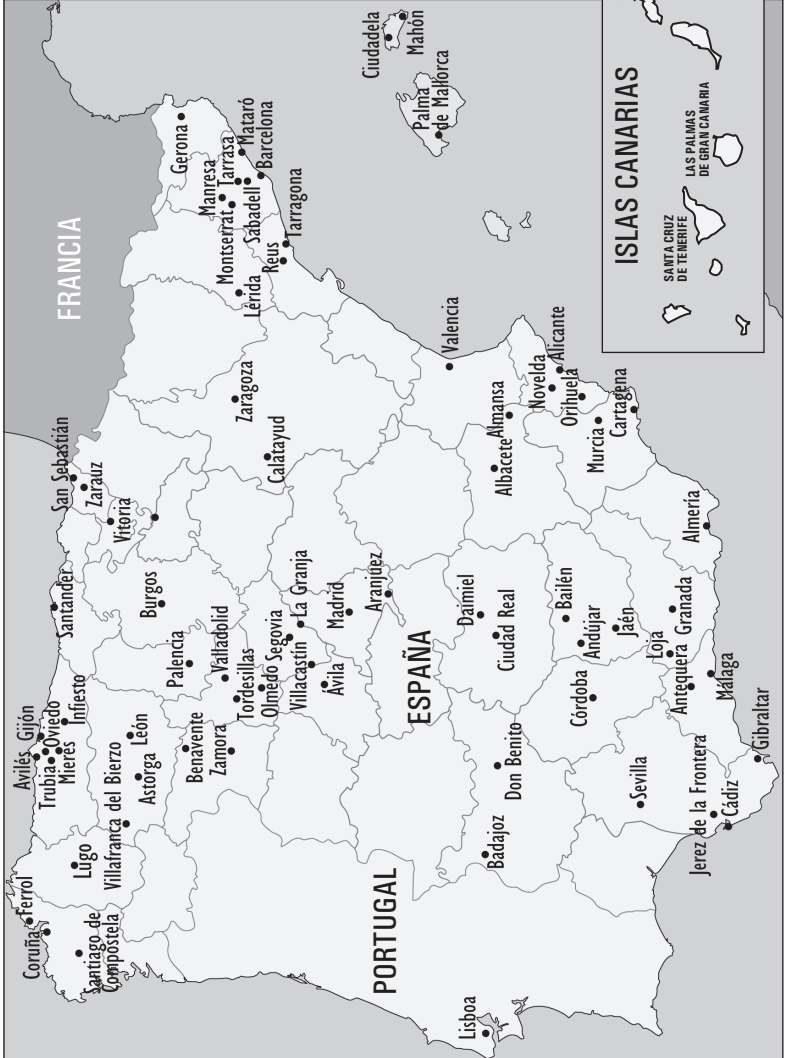 FRANCIA
PORTUGAL
ESPAÑA
Coruña
Ferrol
Santiago de
Compostela
Lugo
Avilés
Gijón
Trubia
Oviedo
Mieres
Infiesto
Villafranca del Bierzo
Astorga
León
Santander
San Sebastián
Zarauz
Vitoria
Burgos
Palencia
Benavente
Zamora
Valladolid
Tordesillas
Olmedo
Segovia
La Granja
Villacastín
Ávila
Madrid
Aranjuez
Zaragoza
Calatayud
Lérida
Gerona
Manresa
Montserrat
Tarrasa
Sabadell
Mataró
Barcelona
Reus
Tarragona
Ciudadela
Mahón
Palma
de Mallorca
Valencia
Albacete
Almansa
Novelda
Alicante
Orihuela
Murcia
Cartagena
Daimiel
Ciudad Real
Don Benito
Badajoz
Lisboa
Bailén
Andújar
Jáén
Córdoba
Sevilla
Loja
Granada
Antequera
Málaga
Almería
Jerez de la Frontera
Cádiz
Gibraltar
ISLAS CANARIAS
SANTA CRUZ
DE TENERIFE
LAS PALMAS
DE GRAN CANARIA